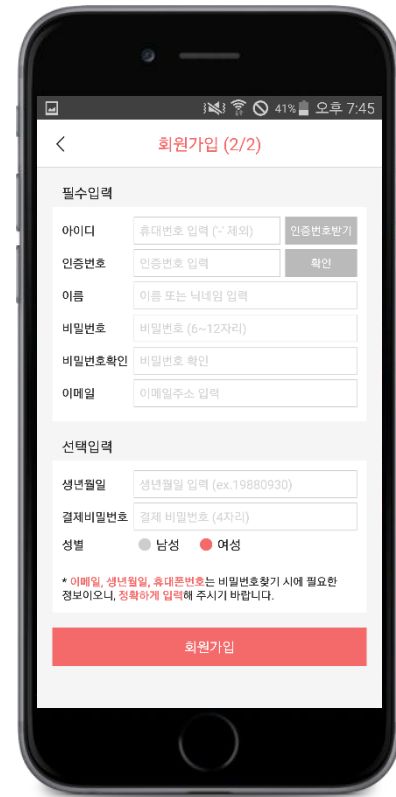 41% 오후 7:45
회원가입 (2/2)
필수입력
아이디 휴대번호 입력 ('-' 제외) 인증번호받기
인증번호 인증번호 입력 확인
이름 이름 또는 닉네임 입력
비밀번호 비밀번호 (6~12자리)
비밀번호확인 비밀번호 확인
이메일 이메일주소 입력
선택입력
생년월일 생년월일 입력 (ex.19880930)
결제비밀번호 결제 비밀번호 (4자리)
성별 남성 여성
* 이메일, 생년월일, 휴대폰번호는 비밀번호찾기 시에 필요한
정보이오니, 정확하게 입력해 주시기 바랍니다.
회원가입